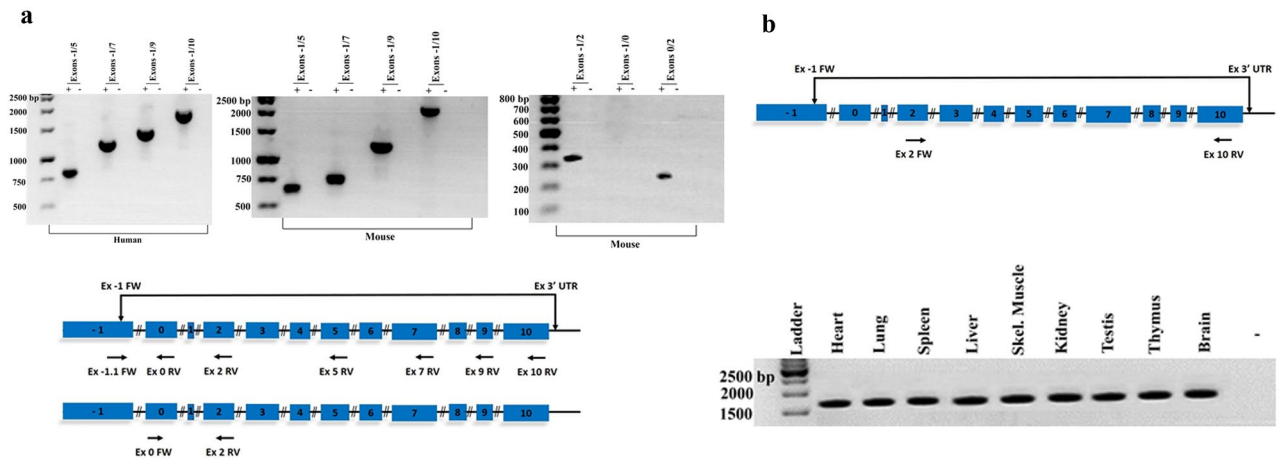 a
Exons -1/5
Exons -1/7
Exons -1/9
Exons -1/10
+ - + - + - + -
2500 bp
2000
1500
1000
750
500
Human
Exons -1/5
Exons -1/7
Exons -1/9
Exons -1/10
+ - + - + - + -
2500 bp
2000
1500
1000
750
500
Mouse
Exons -1/2
Exons -1/0
Exons 0/2
+ - + - + -
800 bp
700
600
500
400
300
200
100
Mouse
Ex -1 FW
Ex 3' UTR
-1 0 1 2 3 4 5 6 7 8 9 10
Ex -1.1 FW Ex 0 RV Ex 2 RV Ex 5 RV Ex 7 RV Ex 9 RV Ex 10 RV
-1 0 1 2 3 4 5 6 7 8 9 10
Ex 0 FW Ex 2 RV
b
Ex -1 FW
Ex 3' UTR
-1 0 1 2 3 4 5 6 7 8 9 10
Ex 2 FW Ex 10 RV
Ladder
Heart
Lung
Spleen
Liver
Skel. Muscle
Kidney
Testis
Thymus
Brain
-
2500 bp
2000
1500